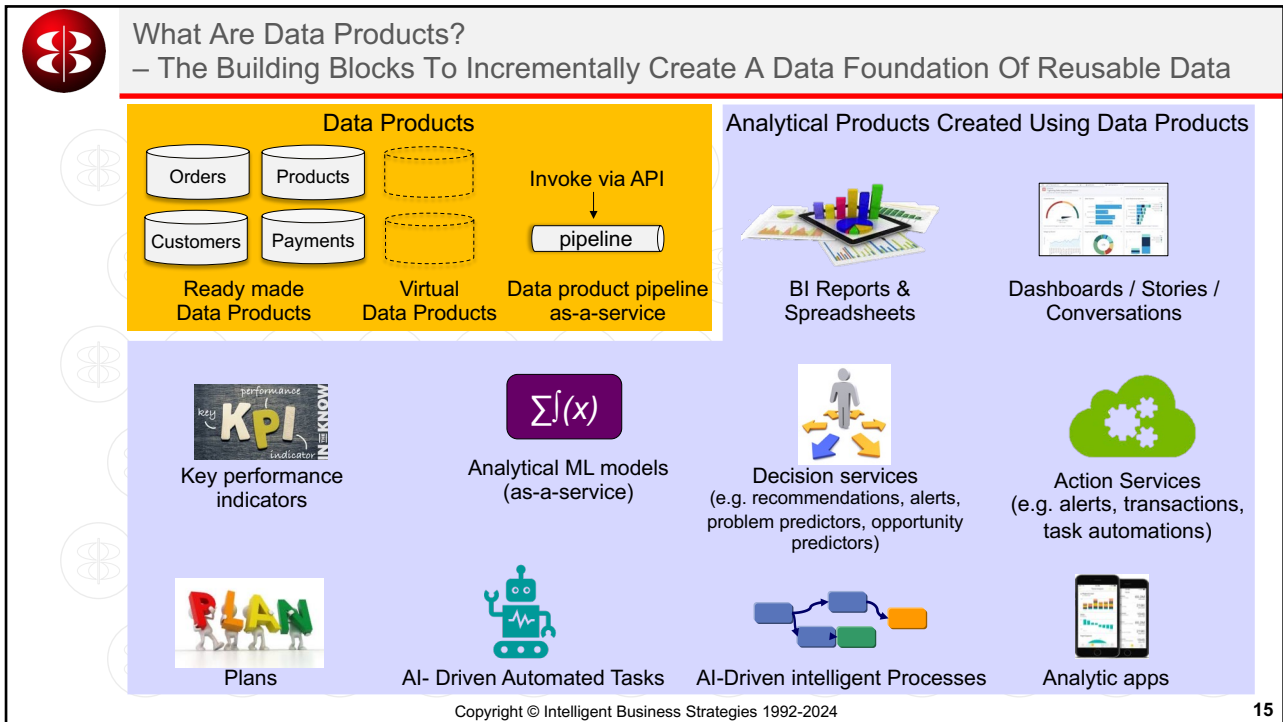 What Are Data Products?
– The Building Blocks To Incrementally Create A Data Foundation Of Reusable Data
Data Products
Orders
Products
Customers
Payments
Ready made
Data Products
Virtual
Data Products
Invoke via API
pipeline
Data product pipeline
as-a-service
Analytical Products Created Using Data Products
BI Reports &
Spreadsheets
Dashboards / Stories /
Conversations
key
performance
KPI
indicator
IN THE KNOW
Key performance
indicators
∑∫(x)
Analytical ML models
(as-a-service)
Decision services
(e.g. recommendations, alerts,
problem predictors, opportunity
predictors)
Action Services
(e.g. alerts, transactions,
task automations)
PLAN
Plans
AI- Driven Automated Tasks
AI-Driven intelligent Processes
Analytic apps
Copyright © Intelligent Business Strategies 1992-2024
15